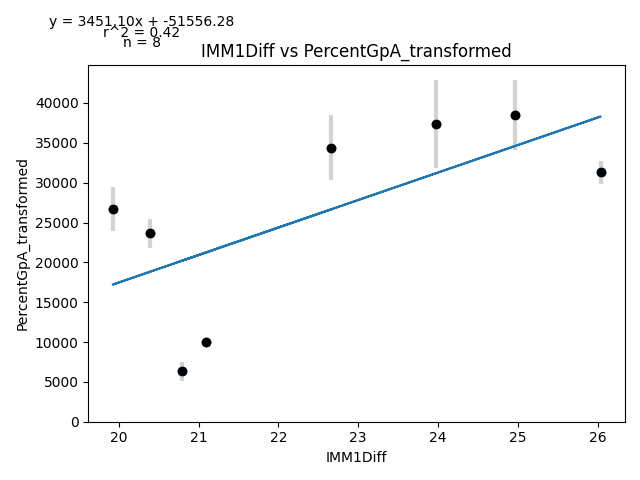 y = 3451.10x + -51556.28
r^2 = 0.42
n = 8
IMM1Diff vs PercentGpA_transformed
PercentGpA_transformed
40000
35000
30000
25000
20000
15000
10000
5000
0
20 21 22 23 24 25 26
IMM1Diff